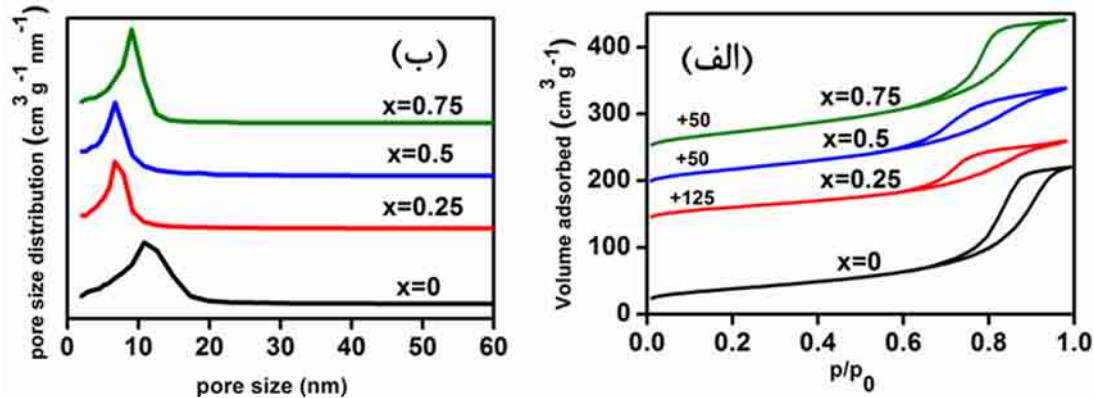 pore size distribution (cm³ g⁻¹ nm⁻¹)
(ب)
x=0.75
x=0.5
x=0.25
x=0
0 10 20 30 40 50 60
pore size (nm)
Volume adsorbed (cm³ g⁻¹)
400
300
200
100
0
(الف)
x=0.75
+50
x=0.5
+50
x=0.25
+125
x=0
0.0 0.2 0.4 0.6 0.8 1.0
p/p₀